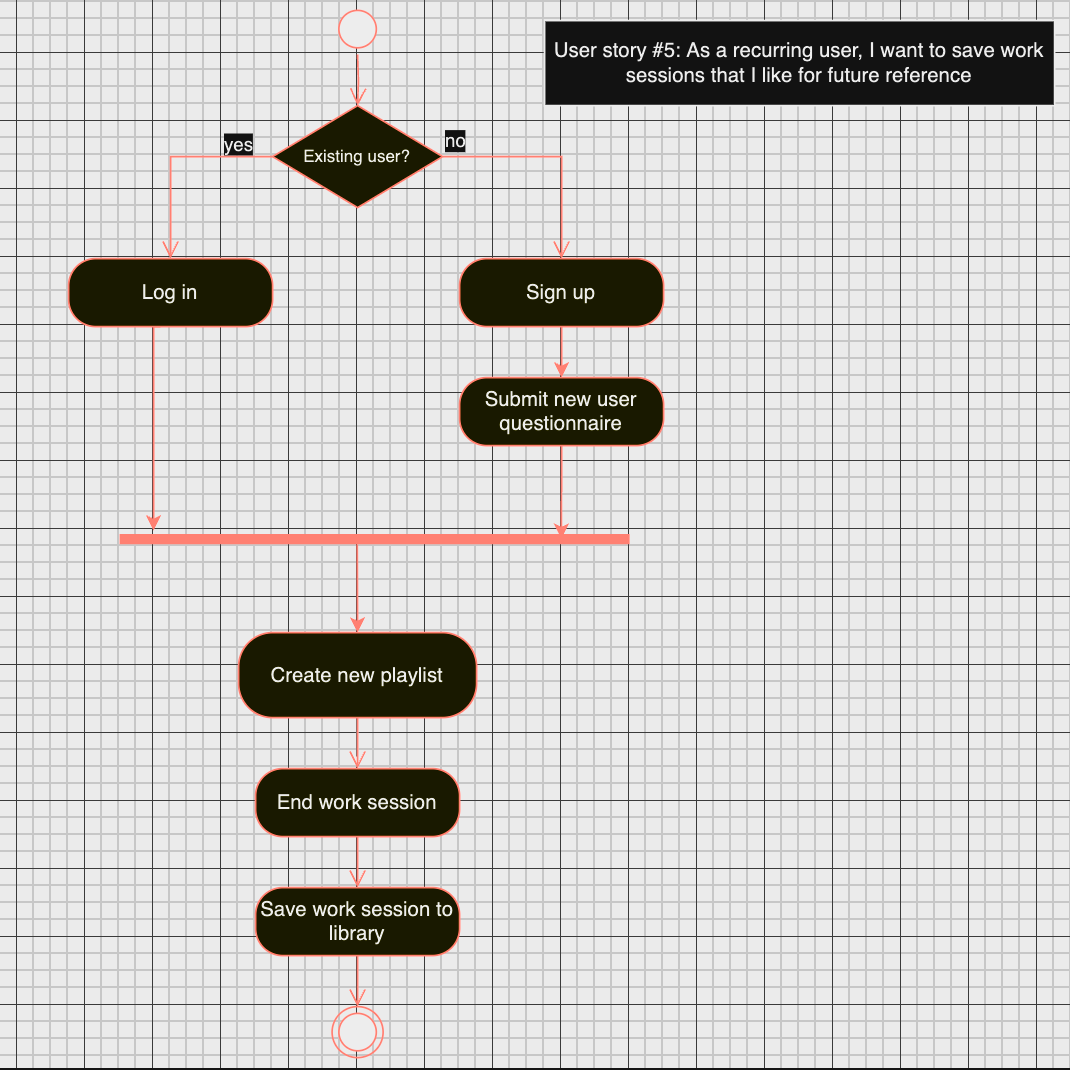 User story #5: As a recurring user, I want to save work
sessions that I like for future reference
yes
no
Existing user?
Log in
Sign up
Submit new user
questionnaire
Create new playlist
End work session
Save work session to
library